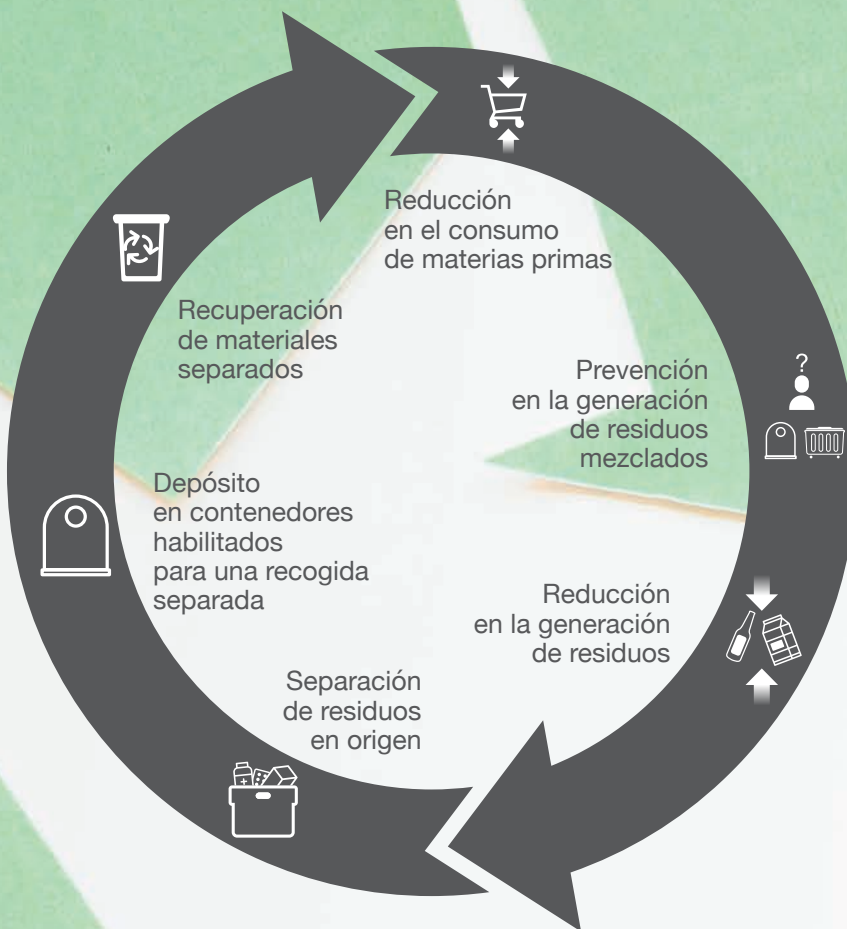 Reducción
en el consumo
de materias primas
?
Prevención
en la generación
de residuos
mezclados
Reducción
en la generación
de residuos
Separación
de residuos
en origen
Depósito
en contenedores
habilitados
para una recogida
separada
Recuperación
de materiales
separados